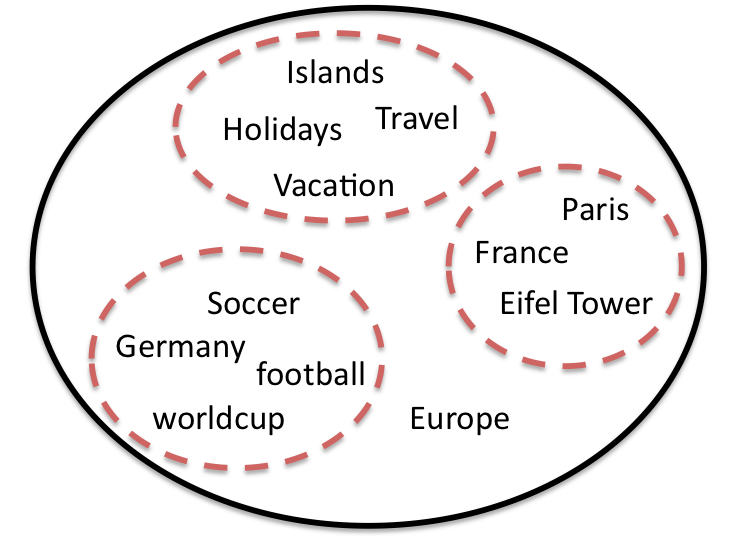 Islands
Holidays Travel
Vacation
Paris
France
Eifel Tower
Soccer
Germany
football
worldcup
Europe